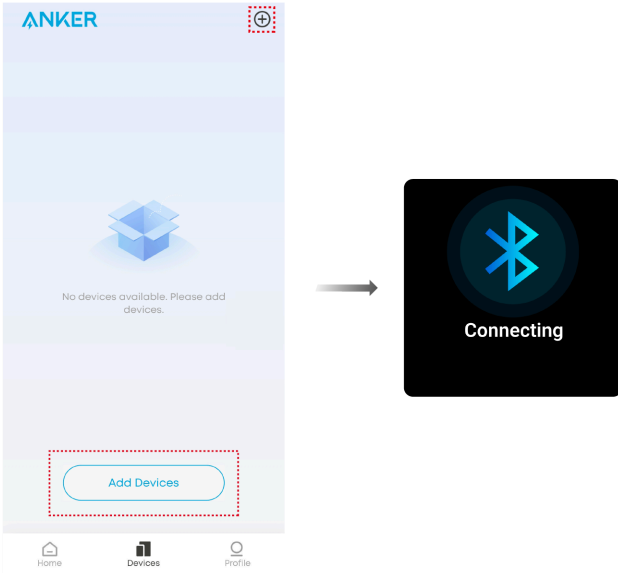 ANKER
No devices available. Please add
devices.
Add Devices
Home
Devices
Profile
Connecting